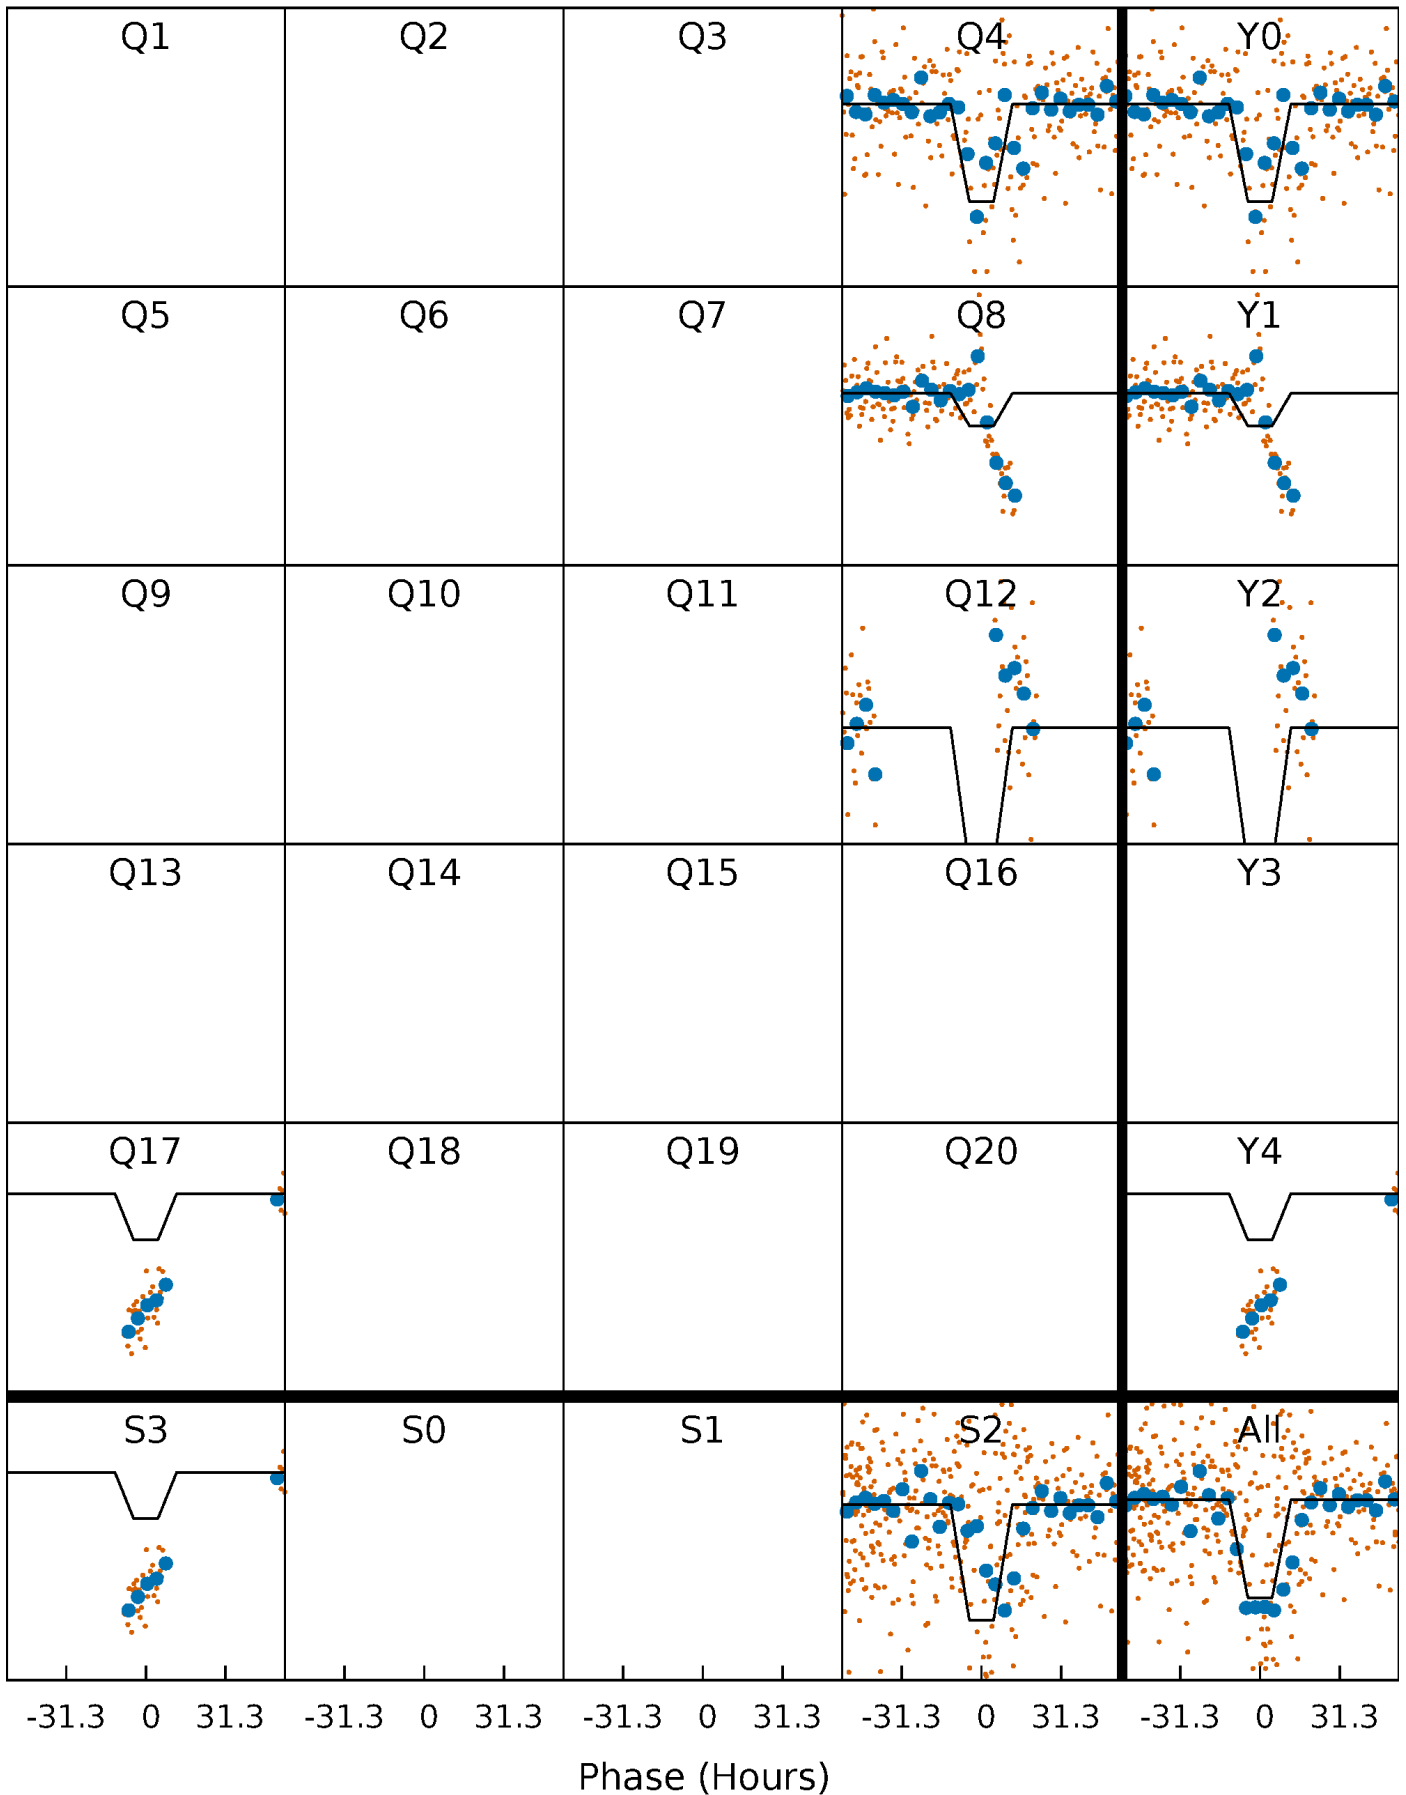 Q1 Q2 Q3 Q4 Y0
Q5 Q6 Q7 Q8 Y1
Q9 Q10 Q11 Q12 Y2
Q13 Q14 Q15 Q16 Y3
Q17 Q18 Q19 Q20 Y4
S3 S0 S1 S2 All
-31.3 0 31.3 -31.3 0 31.3 -31.3 0 31.3 -31.3 0 31.3 -31.3 0 31.3
Phase (Hours)